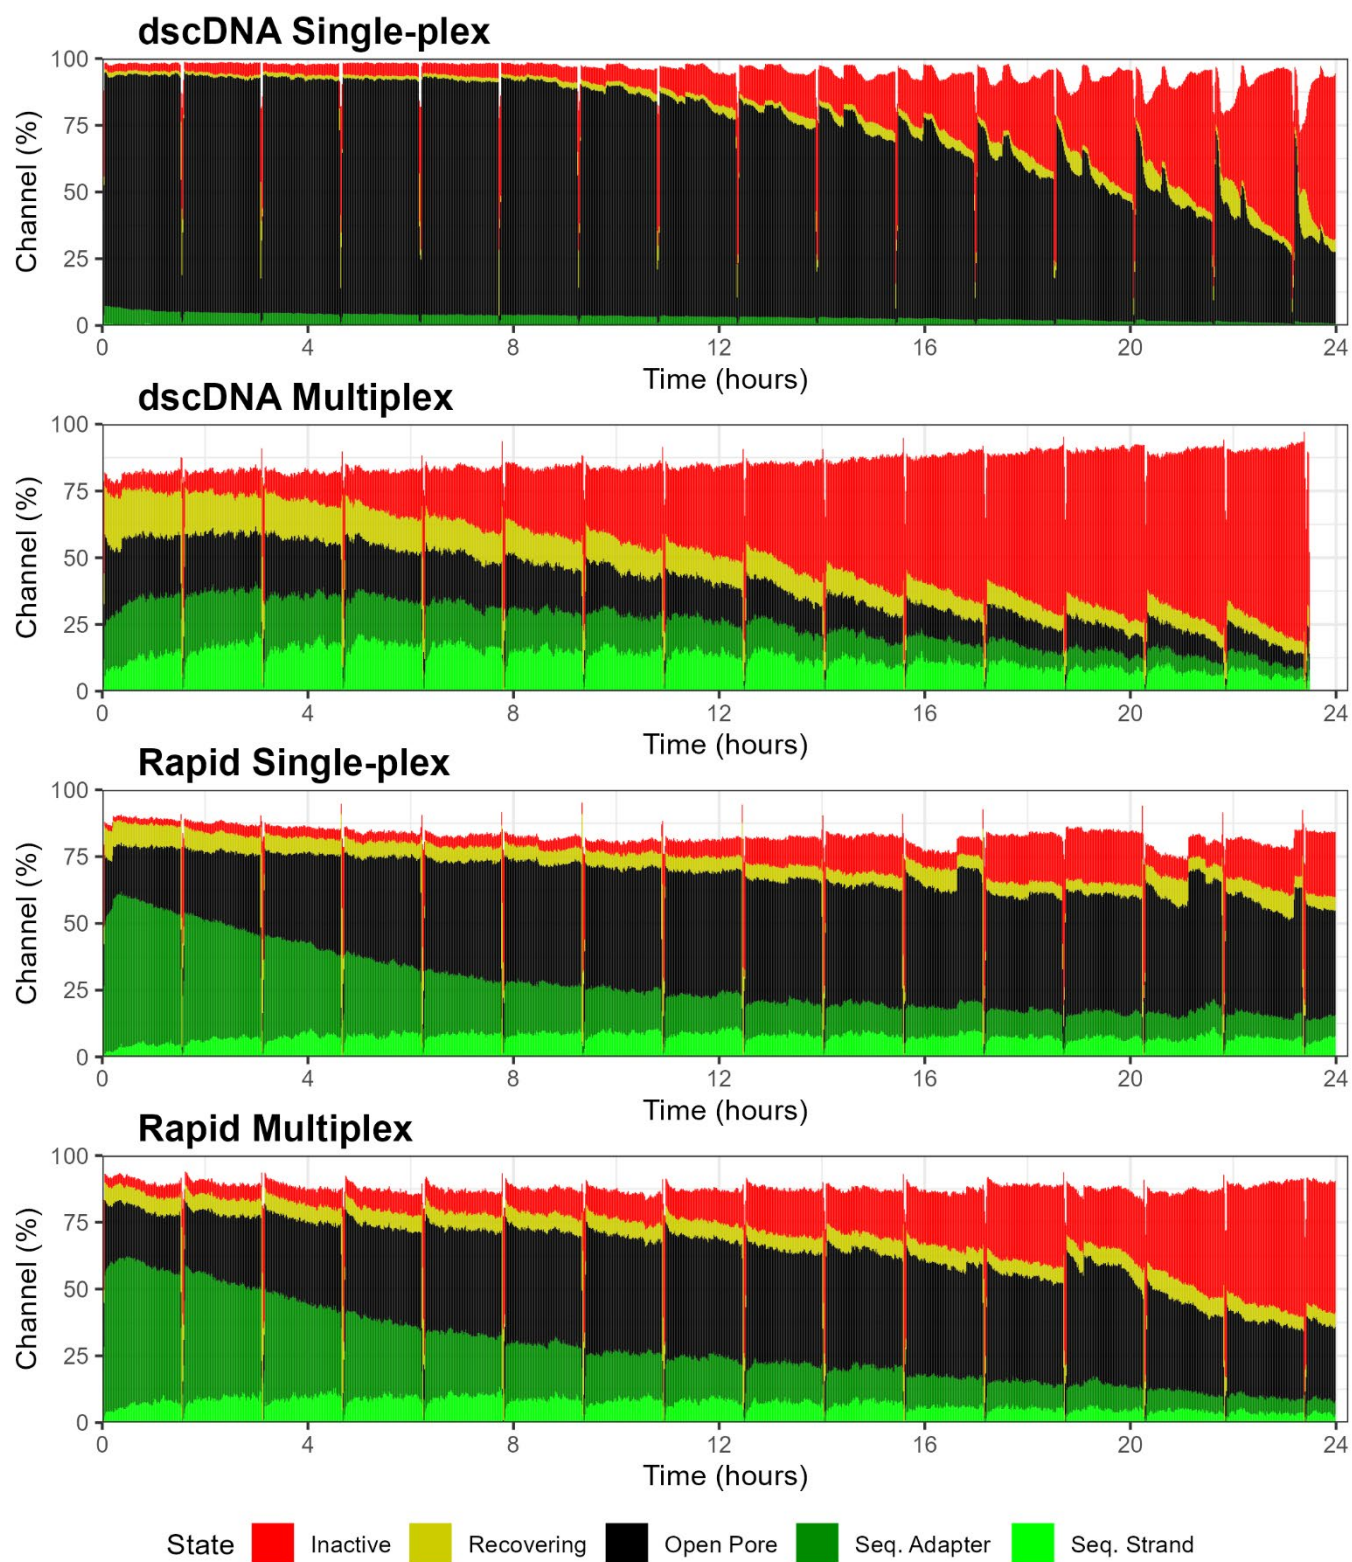 dscDNA Single-plex
100
75
50
25
0
Channel (%)
0 4 8 12 16 20 24
Time (hours)
dscDNA Multiplex
100
75
50
25
0
Channel (%)
0 4 8 12 16 20 24
Time (hours)
Rapid Single-plex
100
75
50
25
0
Channel (%)
0 4 8 12 16 20 24
Time (hours)
Rapid Multiplex
100
75
50
25
0
Channel (%)
0 4 8 12 16 20 24
Time (hours)
State Inactive Recovering Open Pore Seq. Adapter Seq. Strand